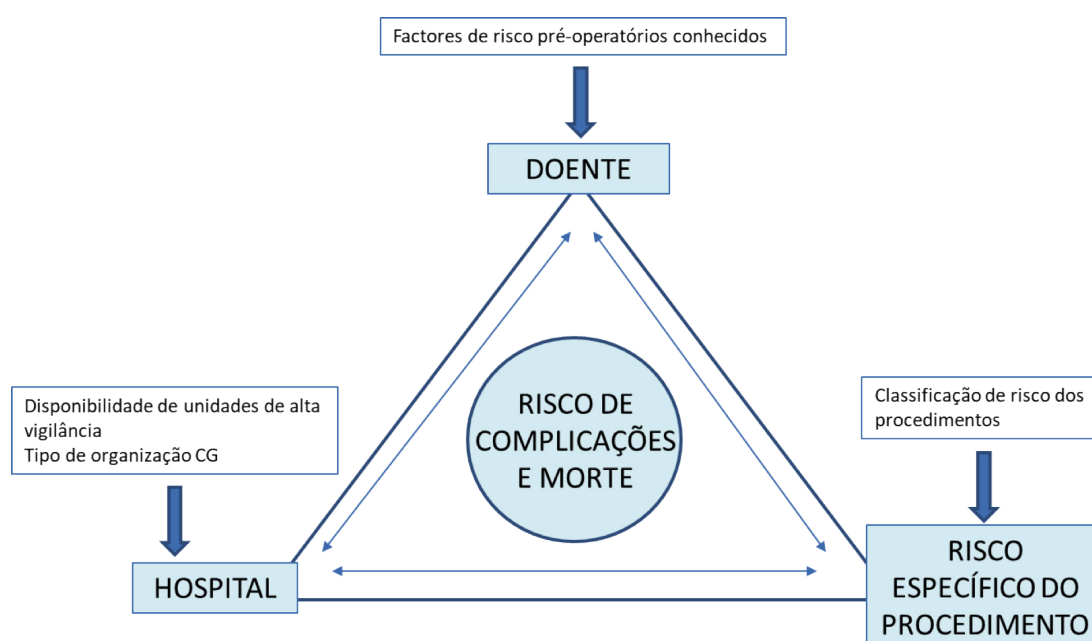 Factores de risco pré-operatórios conhecidos
DOENTE
RISCO DE
COMPLICAÇÕES
E MORTE
Disponibilidade de unidades de alta
vigilância
Tipo de organização CG
Classificação de risco dos
procedimentos
HOSPITAL
RISCO
ESPECÍFICO DO
PROCEDIMENTO